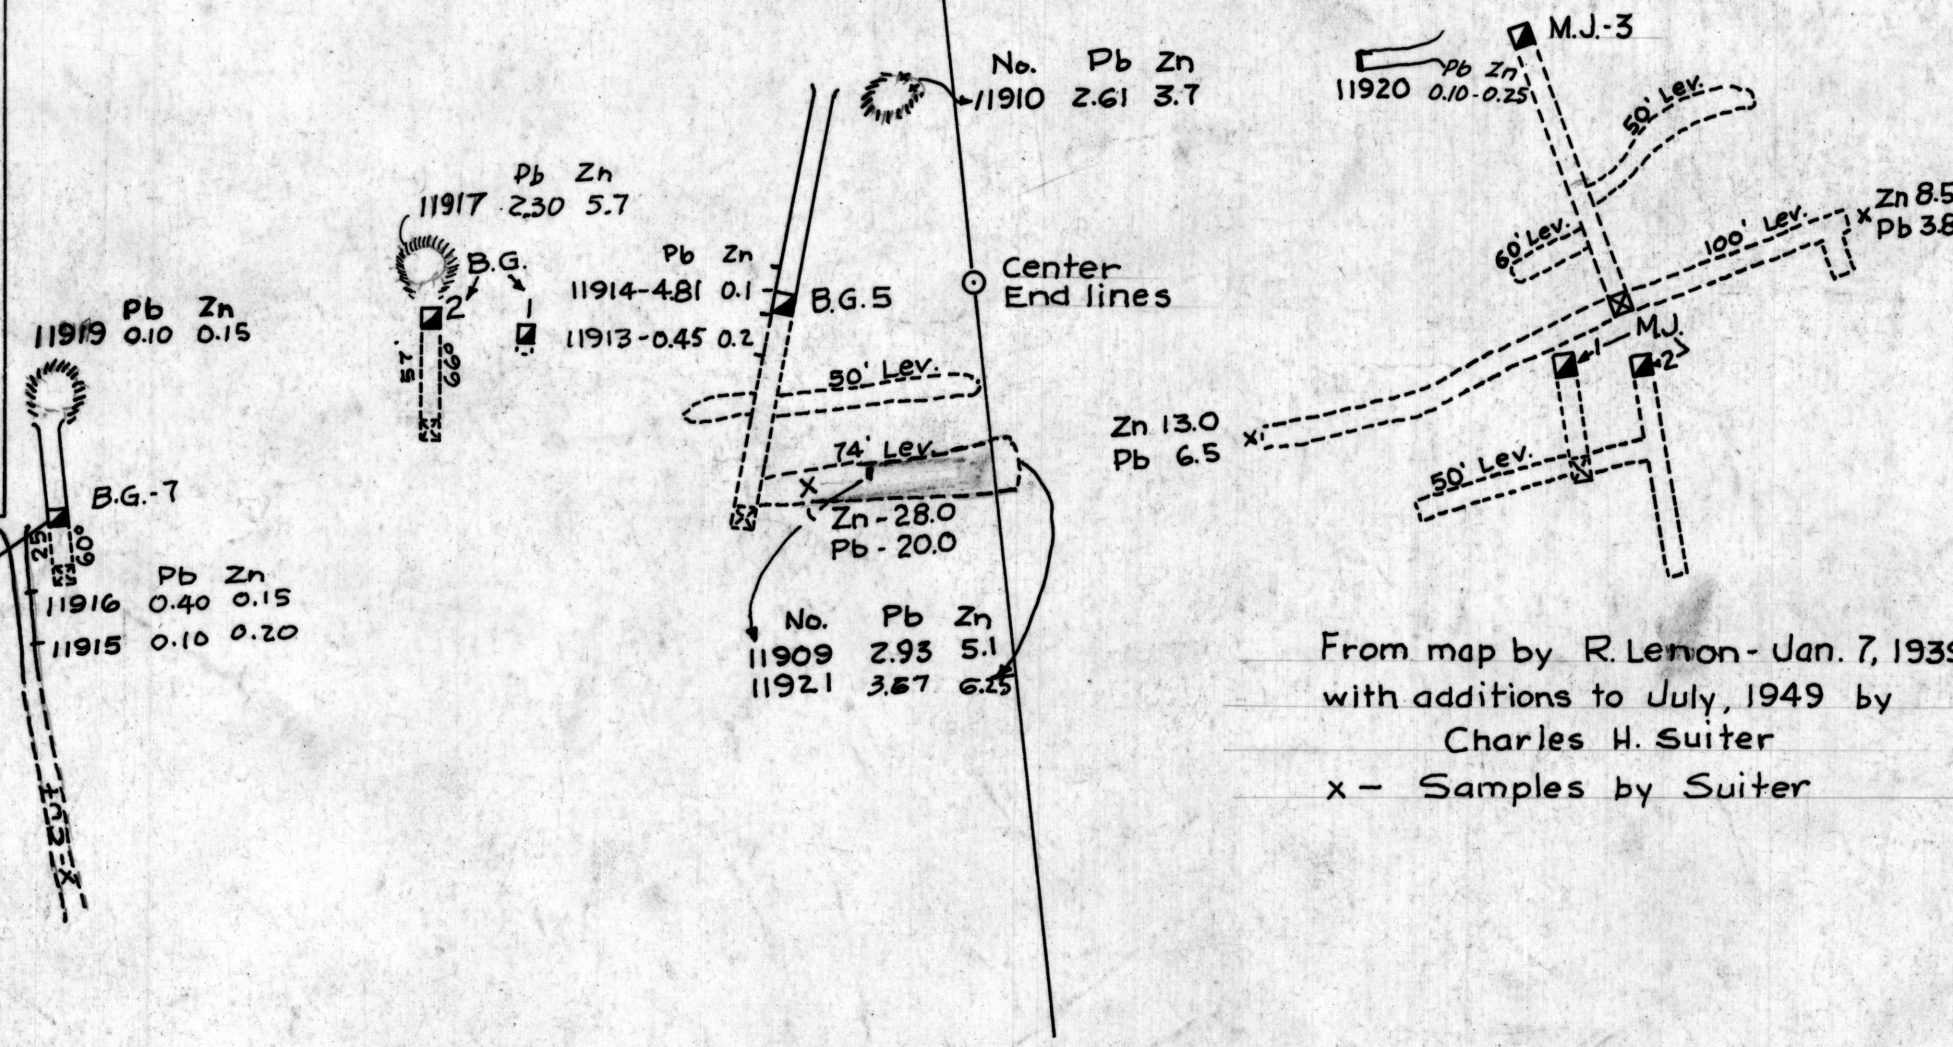 No. Pb Zn
11910 2.61 3.7
M.J.-3
Pb Zn
11920 0.10-0.25
50' Lev.
Pb Zn
11917 2.30 5.7
B.G.
2
1
57'
66°
Pb Zn
11914-4.81 0.1
B.G.5
11913-0.45 0.2
Center
End lines
60' Lev.
100' Lev.
x Zn 8.5
Pb 3.8
M.J.
1
2
Pb Zn
11919 0.10 0.15
50' Lev.
Zn 13.0 x
Pb 6.5
74' Lev.
x
Zn - 28.0
Pb - 20.0
50' Lev.
B.G.-7
25'
60°
Pb Zn
11916 0.40 0.15
11915 0.10 0.20
X-cut
No. Pb Zn
11909 2.93 5.1
11921 6.25
From map by R. Lemon - Jan. 7, 1939
with additions to July, 1949 by
Charles H. Suiter
x - Samples by Suiter